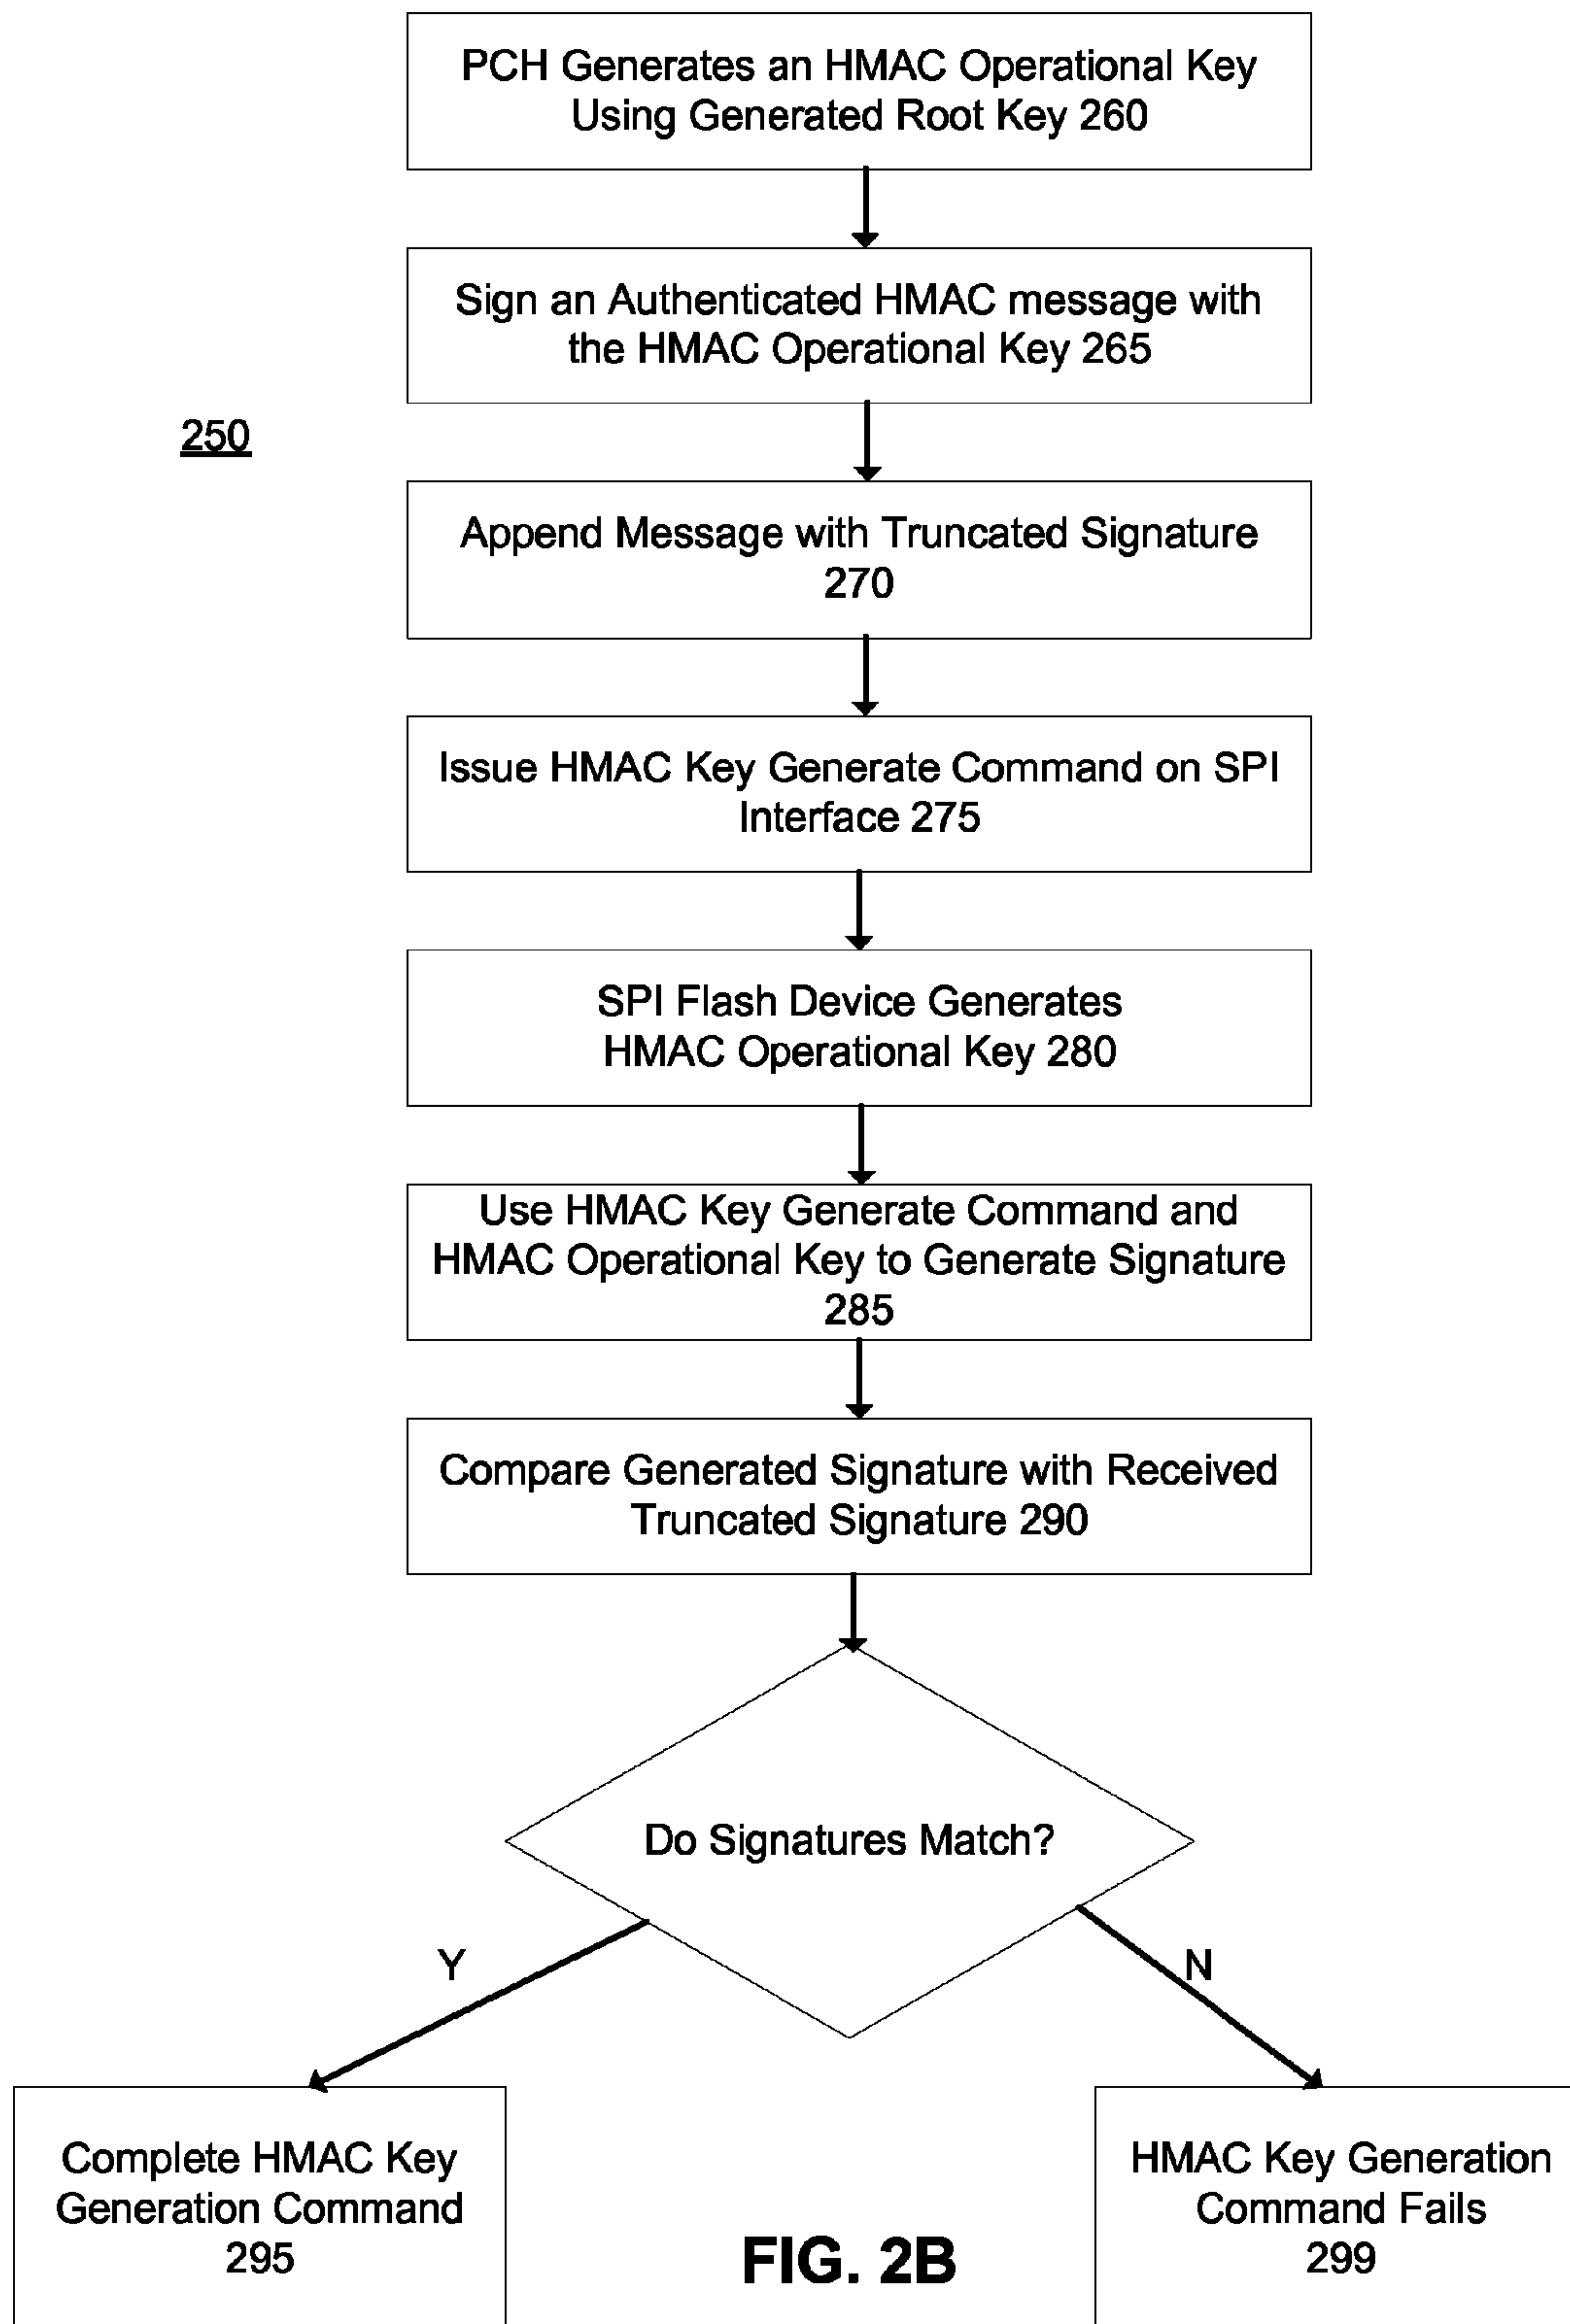 PCH Generates an HMAC Operational Key
Using Generated Root Key 260
Sign an Authenticated HMAC message with
the HMAC Operational Key 265
250
Append Message with Truncated Signature
270
Issue HMAC Key Generate Command on SPI
Interface 275
SPI Flash Device Generates
HMAC Operational Key 280
Use HMAC Key Generate Command and
HMAC Operational Key to Generate Signature
285
Compare Generated Signature with Received
Truncated Signature 290
Do Signatures Match?
Y
N
Complete HMAC Key
Generation Command
295
HMAC Key Generation
Command Fails
299
FIG. 2B